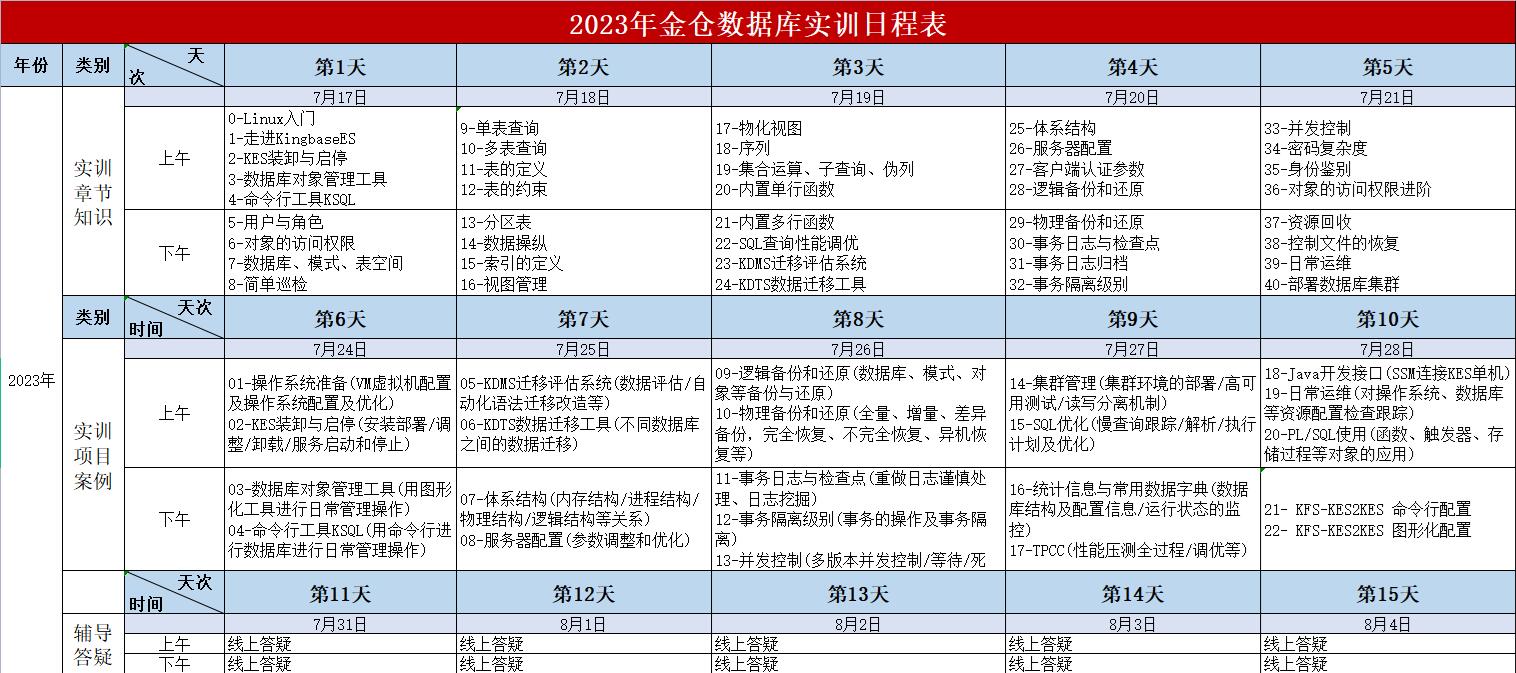 2023年金仓数据库实训日程表
年份
类别
天
次
第1天
第2天
第3天
第4天
第5天
7月17日
7月18日
7月19日
7月20日
7月21日
2023年
实训
章节
知识
上午
0-Linux入门
1-走进KingbaseES
2-KES装卸与启停
3-数据库对象管理工具
4-命令行工具KSQL
9-单表查询
10-多表查询
11-表的定义
12-表的约束
17-物化视图
18-序列
19-集合运算、子查询、伪列
20-内置单行函数
25-体系结构
26-服务器配置
27-客户端认证参数
28-逻辑备份和还原
33-并发控制
34-密码复杂度
35-身份鉴别
36-对象的访问权限进阶
下午
5-用户与角色
6-对象的访问权限
7-数据库、模式、表空间
8-简单巡检
13-分区表
14-数据操纵
15-索引的定义
16-视图管理
21-内置多行函数
22-SQL查询性能调优
23-KDMS迁移评估系统
24-KDTS数据迁移工具
29-物理备份和还原
30-事务日志与检查点
31-事务日志归档
32-事务隔离级别
37-资源回收
38-控制文件的恢复
39-日常运维
40-部署数据库集群
类别
天次
时间
第6天
第7天
第8天
第9天
第10天
7月24日
7月25日
7月26日
7月27日
7月28日
实训
项目
案例
上午
01-操作系统准备(VM虚拟机配置
及操作系统配置及优化)
02-KES装卸与启停(安装部署/调
整/卸载/服务启动和停止)
05-KDMS迁移评估系统(数据评估/自
动化语法迁移改造等)
06-KDTS数据迁移工具(不同数据库
之间的数据迁移)
09-逻辑备份和还原(数据库、模式、对
象等备份与还原)
10-物理备份和还原(全量、增量、差异
备份，完全恢复、不完全恢复、异机恢
复等)
14-集群管理(集群环境的部署/高可
用测试/读写分离机制)
15-SQL优化(慢查询跟踪/解析/执行
计划及优化)
18-Java开发接口(SSM连接KES单机)
19-日常运维(对操作系统、数据库
等资源配置检查跟踪)
20-PL/SQL使用(函数、触发器、存
储过程等对象的应用)
下午
03-数据库对象管理工具(用图形
化工具进行日常管理操作)
04-命令行工具KSQL(用命令行进
行数据库进行日常管理操作)
07-体系结构(内存结构/进程结构/
物理结构/逻辑结构等关系)
08-服务器配置(参数调整和优化)
11-事务日志与检查点(重做日志谨慎处
理、日志挖掘)
12-事务隔离级别(事务的操作及事务隔
离)
13-并发控制(多版本并发控制/等待/死
16-统计信息与常用数据字典(数据
库结构及配置信息/运行状态的监
控)
17-TPCC(性能压测全过程/调优等)
21- KFS-KES2KES 命令行配置
22- KFS-KES2KES 图形化配置
天次
时间
第11天
第12天
第13天
第14天
第15天
7月31日
8月1日
8月2日
8月3日
8月4日
辅导
答疑
上午
线上答疑
线上答疑
线上答疑
线上答疑
线上答疑
下午
线上答疑
线上答疑
线上答疑
线上答疑
线上答疑